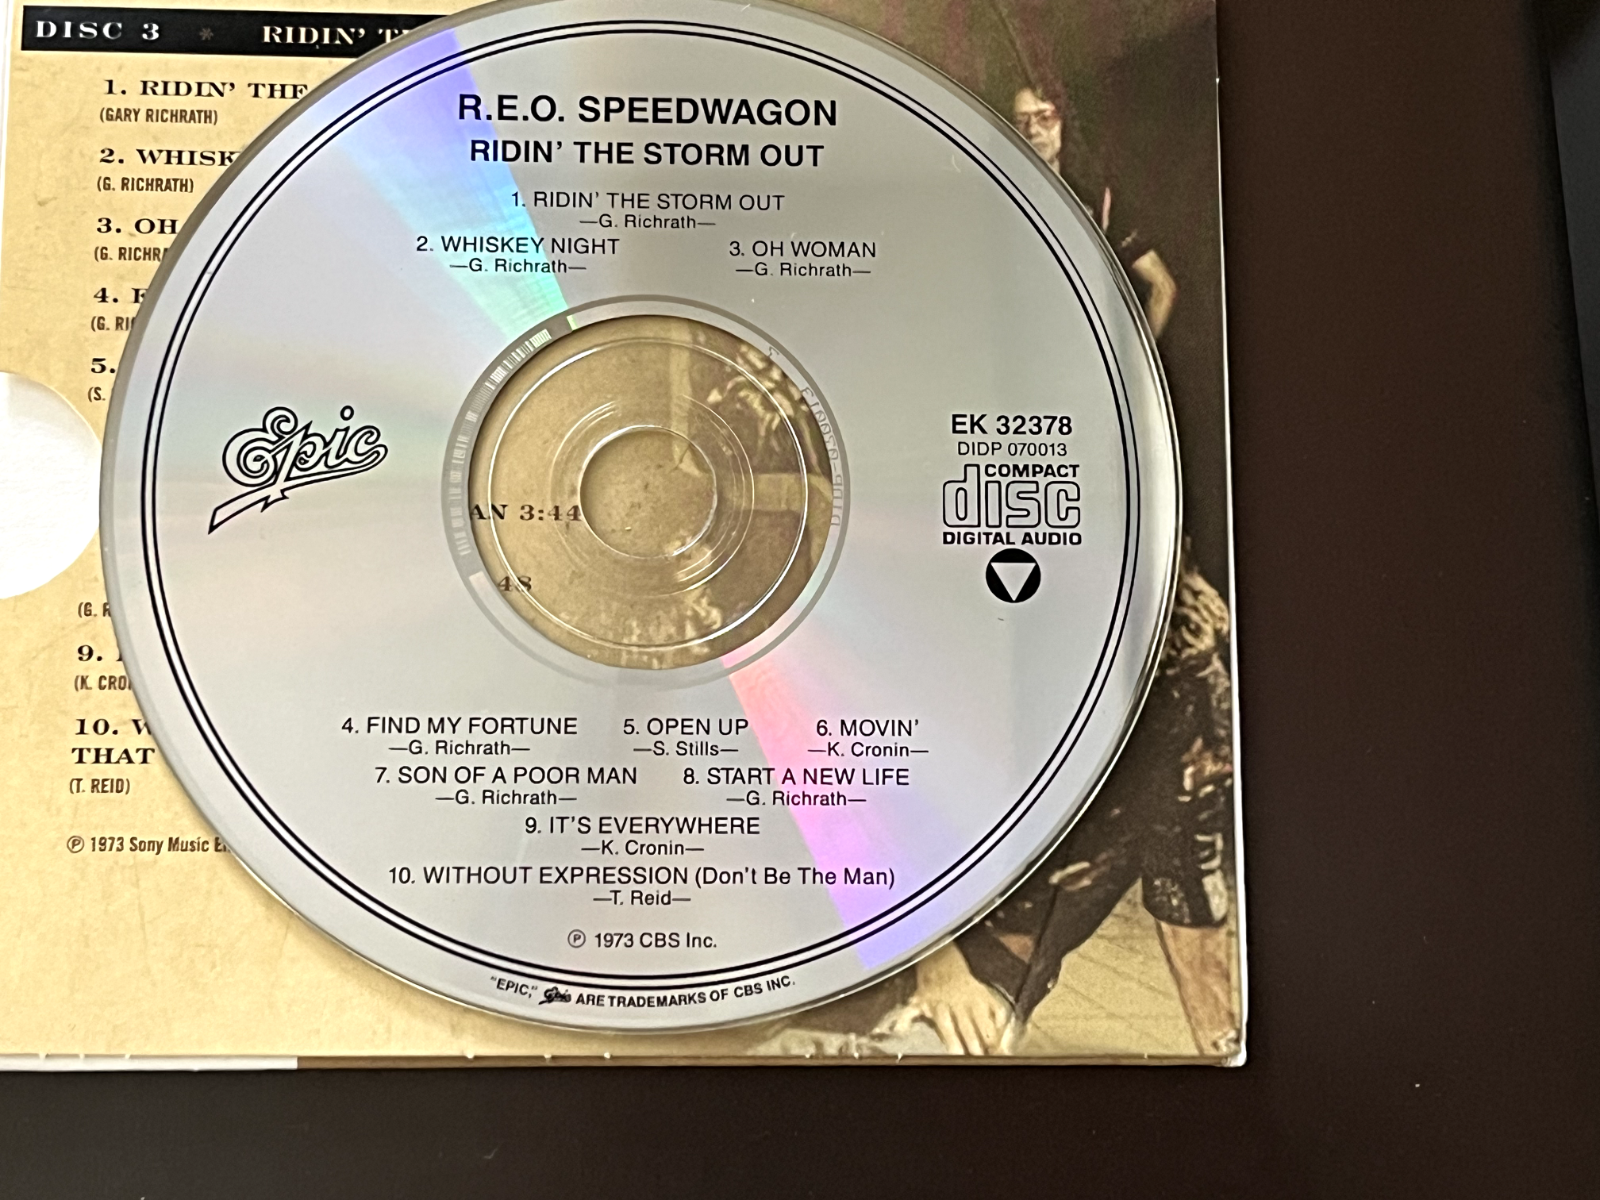 DISC 3 * RIDIN'
1. RIDIN' THE
(GARY RICHRATH)
2. WHISK
(G. RICHRATH)
3. OH
(G. RICHRA
4. F
(G. RI
5.
(S.
AN 3:44
48
(G. R
9.
(K. CRO
10. W
THAT
(T. REID)
℗ 1973 Sony Music E
R.E.O. SPEEDWAGON
RIDIN' THE STORM OUT
1. RIDIN' THE STORM OUT
—G. Richrath—
2. WHISKEY NIGHT 3. OH WOMAN
—G. Richrath— —G. Richrath—
Epic
EK 32378
DIDP 070013
COMPACT
disc
DIGITAL AUDIO
4. FIND MY FORTUNE 5. OPEN UP 6. MOVIN'
—G. Richrath— —S. Stills— —K. Cronin—
7. SON OF A POOR MAN 8. START A NEW LIFE
—G. Richrath— —G. Richrath—
9. IT'S EVERYWHERE
—K. Cronin—
10. WITHOUT EXPRESSION (Don't Be The Man)
—T. Reid—
℗ 1973 CBS Inc.
"EPIC," Epic ARE TRADEMARKS OF CBS INC.